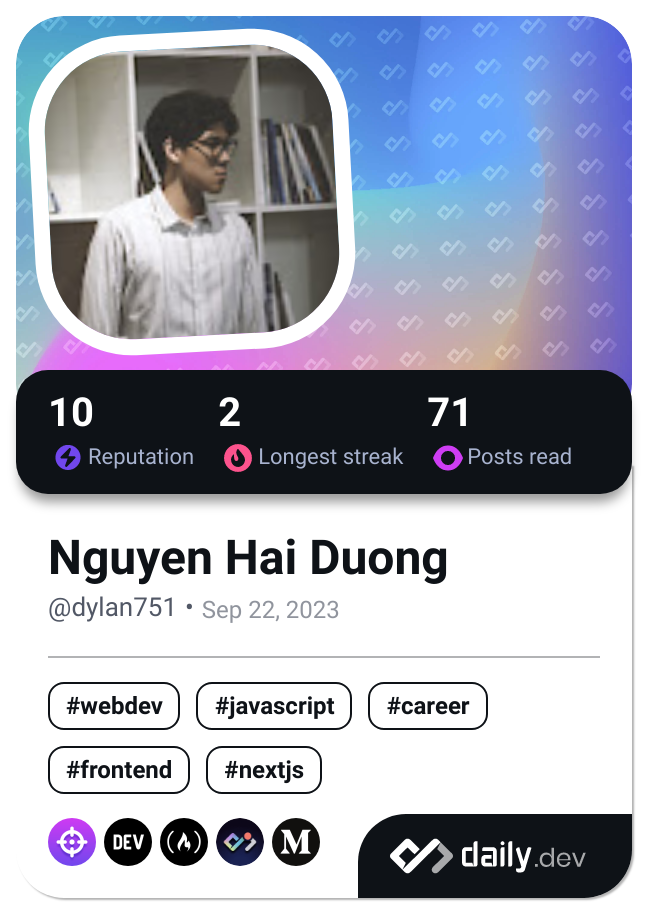 10 2 71
Reputation Longest streak Posts read
Nguyen Hai Duong
@dylan751 • Sep 22, 2023
#webdev #javascript #career
#frontend #nextjs
DEV M daily.dev